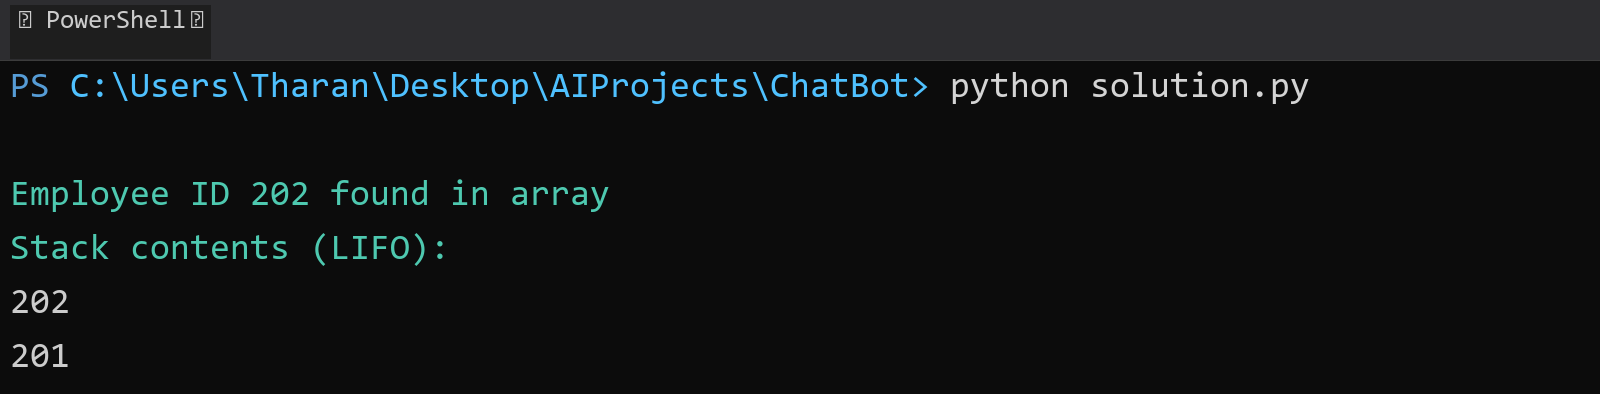 PowerShell
PS C:\Users\Tharan\Desktop\AIProjects\ChatBot> python solution.py
Employee ID 202 found in array
Stack contents (LIFO):
202
201